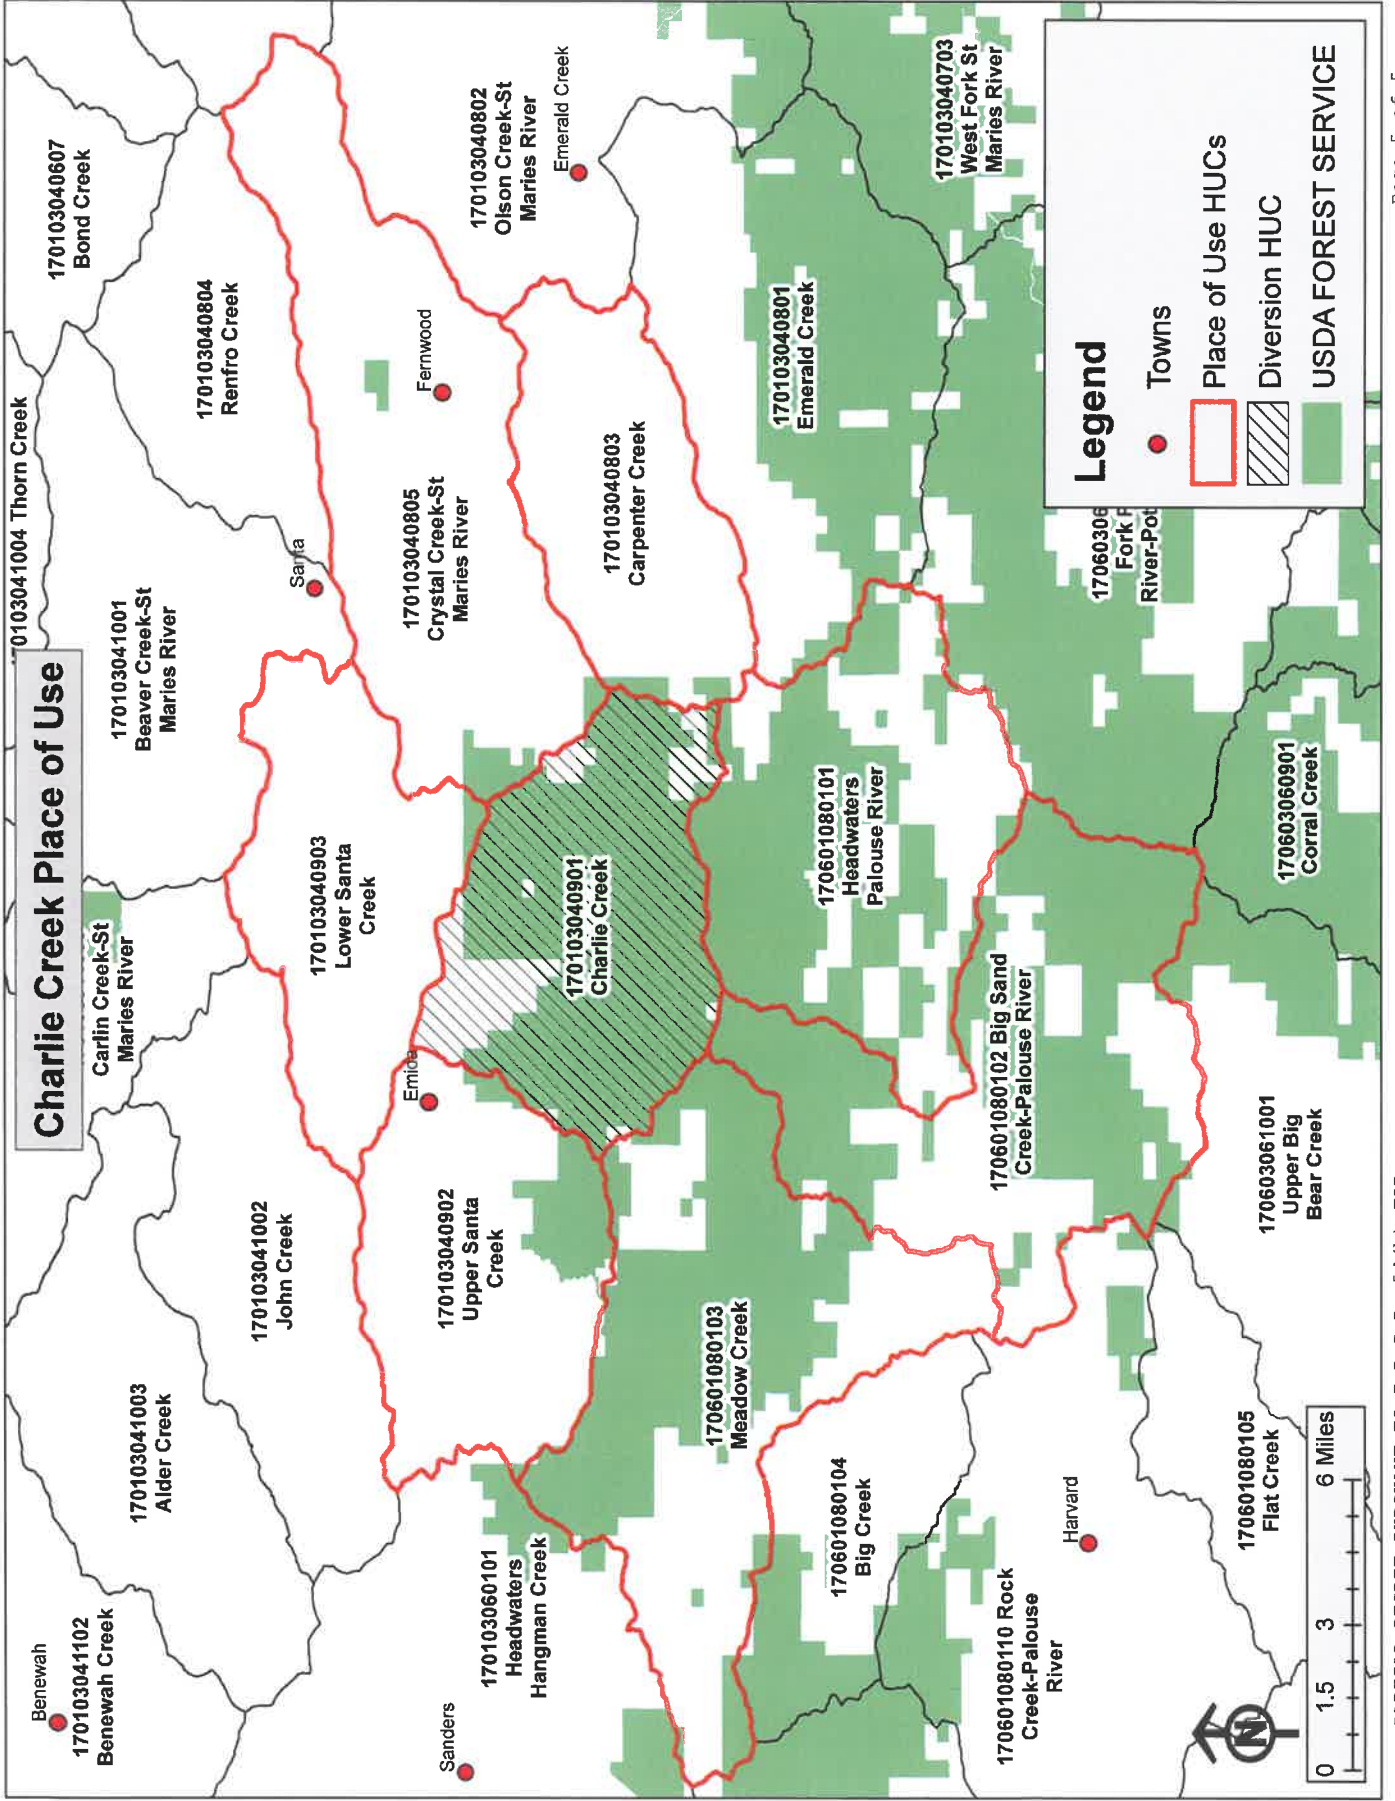 Charlie Creek Place of Use
Benewah
170103041102
Benewah Creek
170103041003
Alder Creek
170103041002
John Creek
Carlin Creek-St
Maries River
170103041001
Beaver Creek-St
Maries River
Thorn Creek
170103040607
Bond Creek
170103040804
Renfro Creek
Santa
170103040903
Lower Santa
Creek
Emida
170103040902
Upper Santa
Creek
170103040805
Crystal Creek-St
Maries River
Fernwood
170103040802
Olson Creek-St
Maries River
Emerald Creek
Sanders
170103060101
Headwaters
Hangman Creek
170103040901
Charlie Creek
170103040803
Carpenter Creek
170601080103
Meadow Creek
170103040801
Emerald Creek
170601080104
Big Creek
170601080101
Headwaters
Palouse River
170103040703
West Fork St
Maries River
170601080110 Rock
Creek-Palouse
River
170601080102 Big Sand
Creek-Palouse River
Harvard
17060306
Fork
River-Pot
170601080105
Flat Creek
170603061001
Upper Big
Bear Creek
170603060901
Corral Creek
Legend
Towns
Place of Use HUCs
Diversion HUC
USDA FOREST SERVICE
N
0 1.5 3 6 Miles